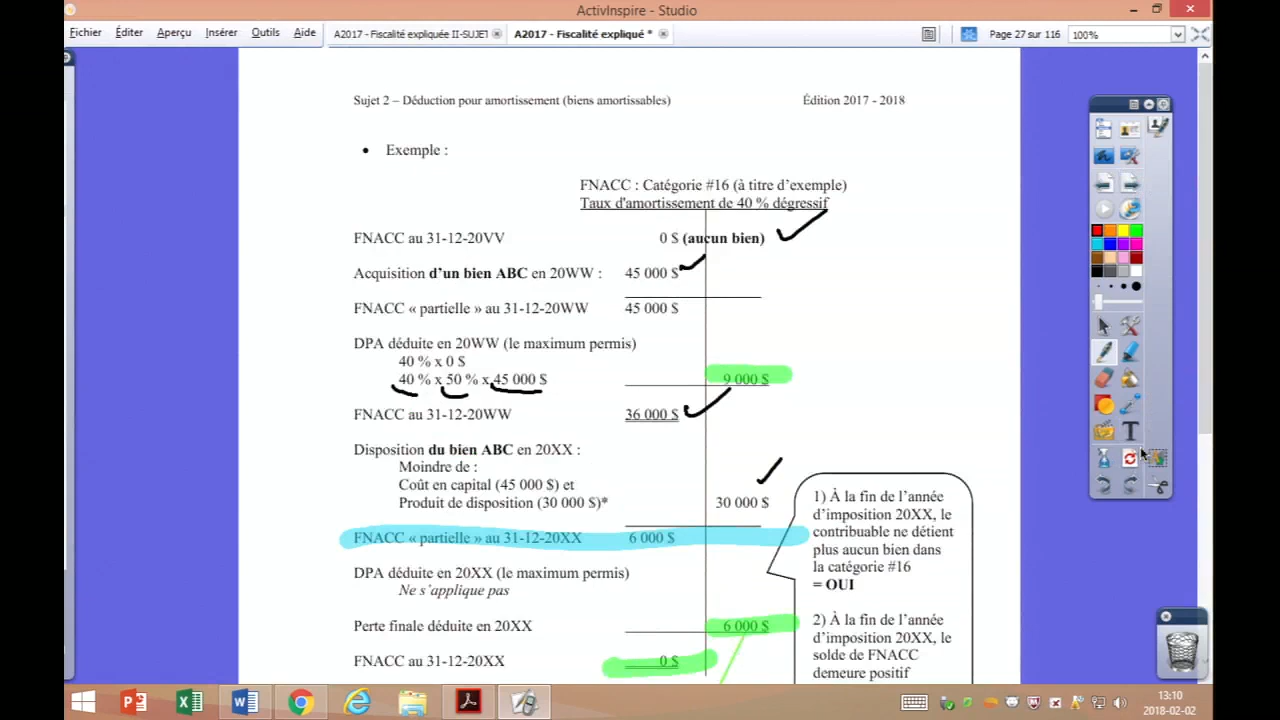 ActivInspire - Studio
Fichier Éditer Aperçu Insérer Outils Aide
A2017 - Fiscalité expliquée II-SUJET
A2017 - Fiscalité expliqué *
Page 27 sur 116
100%
Sujet 2 – Déduction pour amortissement (biens amortissables) Édition 2017 - 2018
• Exemple :
FNACC : Catégorie #16 (à titre d'exemple)
Taux d'amortissement de 40 % dégressif
FNACC au 31-12-20VV 0 $ (aucun bien)
Acquisition d'un bien ABC en 20WW : 45 000 $
FNACC « partielle » au 31-12-20WW 45 000 $
DPA déduite en 20WW (le maximum permis)
40 % x 0 $
40 % x 50 % x 45 000 $ 9 000 $
FNACC au 31-12-20WW 36 000 $
Disposition du bien ABC en 20XX :
Moindre de :
Coût en capital (45 000 $) et
Produit de disposition (30 000 $)* 30 000 $
FNACC « partielle » au 31-12-20XX 6 000 $
DPA déduite en 20XX (le maximum permis)
Ne s'applique pas
Perte finale déduite en 20XX 6 000 $
FNACC au 31-12-20XX 0 $
1) À la fin de l'année
d'imposition 20XX, le
contribuable ne détient
plus aucun bien dans
la catégorie #16
= OUI
2) À la fin de l'année
d'imposition 20XX, le
solde de FNACC
demeure positif
13:10
2018-02-02